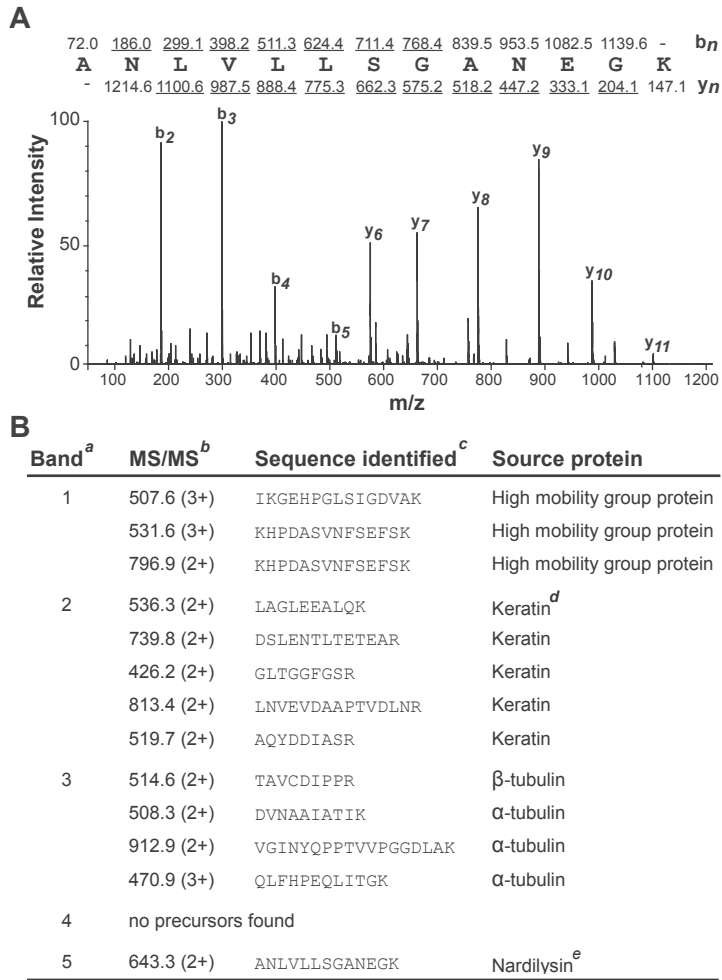 A
72.0 186.0 299.1 398.2 511.3 624.4 711.4 768.4 839.5 953.5 1082.5 1139.6 - bn
A N L V L L S G A N E G K
- 1214.6 1100.6 987.5 888.4 775.3 662.3 575.2 518.2 447.2 333.1 204.1 147.1 yn
100
50
0
Relative Intensity
b2
b3
b4
b5
y6
y7
y8
y9
y10
y11
100 200 300 400 500 600 700 800 900 1000 1100 1200
m/z
B
Band a MS/MS b Sequence identified c Source protein
1 507.6 (3+) IKGEHPGLSIGDVAK High mobility group protein
531.6 (3+) KHPDASVNFSEFSK High mobility group protein
796.9 (2+) KHPDASVNFSEFSK High mobility group protein
2 536.3 (2+) LAGLEEALQK Keratin d
739.8 (2+) DSLENTLTETEAR Keratin
426.2 (2+) GLTGGFGSR Keratin
813.4 (2+) LNVEVDAAPTVDLNR Keratin
519.7 (2+) AQYDDIASR Keratin
3 514.6 (2+) TAVCDIPPR β-tubulin
508.3 (2+) DVNAAIATIK α-tubulin
912.9 (2+) VGINYQPPTVVPGGDLAK α-tubulin
470.9 (3+) QLFHPEQLITGK α-tubulin
4 no precursors found
5 643.3 (2+) ANLVLLSGANEGK Nardilysin e